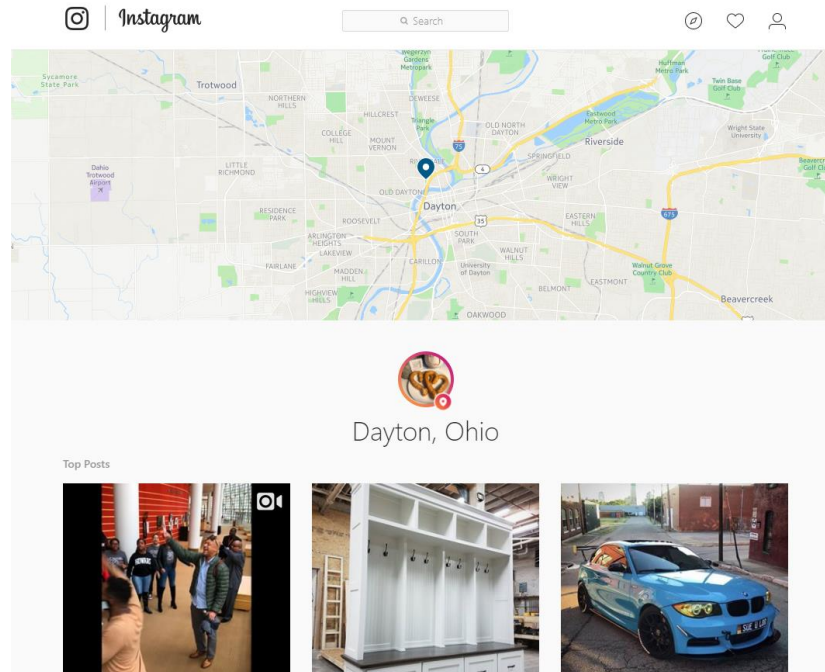 Instagram
Search
Wegerzyn
Gardens
Metropark
Huffman
Metro Park
Golf Club
Sycamore
State Park
Trotwood
Twin Base
Golf Club
NORTHERN
HILLS
DEWEESE
HILLCREST
Triangle
Park
Eastwood
Metro Park
COLLEGE
HILL
MOUNT
VERNON
OLD NORTH
DAYTON
Riverside
Wright State
University
75
Dahio
Trotwood
Airport
LITTLE
RICHMOND
SPRINGFIELD
4
WRIGHT
VIEW
OLD DAYTON
Dayton
RESIDENCE
PARK
ROOSEVELT
35
EASTERN
HILLS
675
ARLINGTON
HEIGHTS
LAKEVIEW
SOUTH
PARK
WALNUT
HILLS
FAIRLANE
MADDEN
HILL
CARILLON
University
of Dayton
Walnut Grove
Country Club
HIGHVIEW
HILLS
BELMONT
EASTMONT
Beavercreek
OAKWOOD
Dayton, Ohio
Top Posts